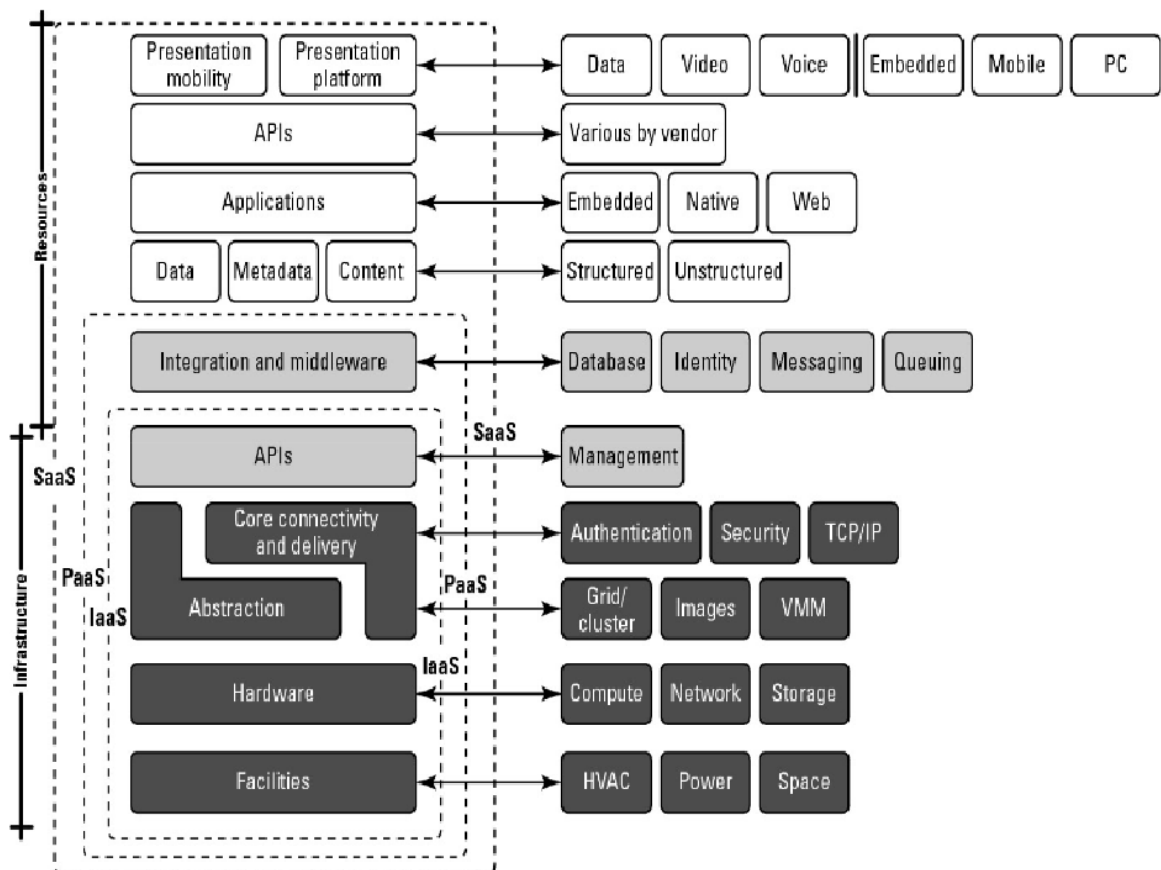 Presentation mobility
Presentation platform
Data
Video
Voice
Embedded
Mobile
PC
APIs
Various by vendor
Applications
Embedded
Native
Web
Resources
Data
Metadata
Content
Structured
Unstructured
Integration and middleware
Database
Identity
Messaging
Queuing
SaaS
APIs
SaaS
Management
Core connectivity and delivery
Authentication
Security
TCP/IP
Infrastructure
PaaS
IaaS
Abstraction
PaaS
Grid/ cluster
Images
VMM
IaaS
Hardware
Compute
Network
Storage
Facilities
HVAC
Power
Space